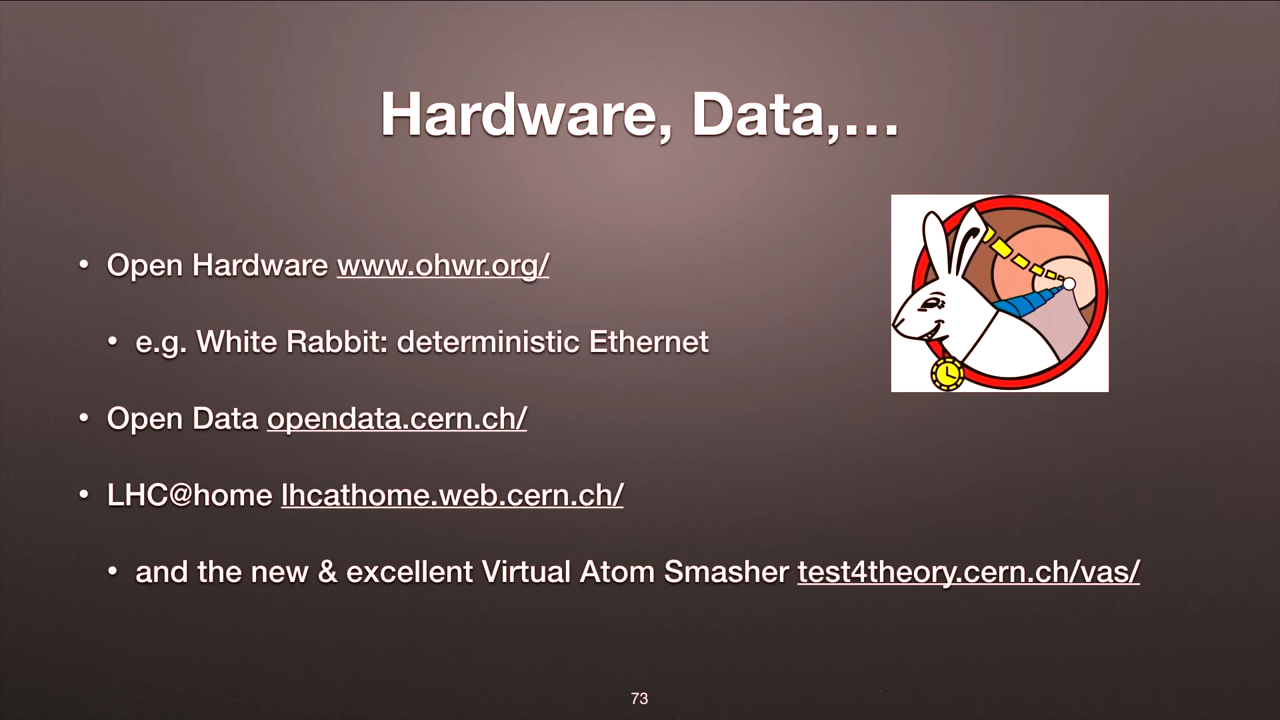 Hardware, Data,…
• Open Hardware www.ohwr.org/
• e.g. White Rabbit: deterministic Ethernet
• Open Data opendata.cern.ch/
• LHC@home lhcathome.web.cern.ch/
• and the new & excellent Virtual Atom Smasher test4theory.cern.ch/vas/
73